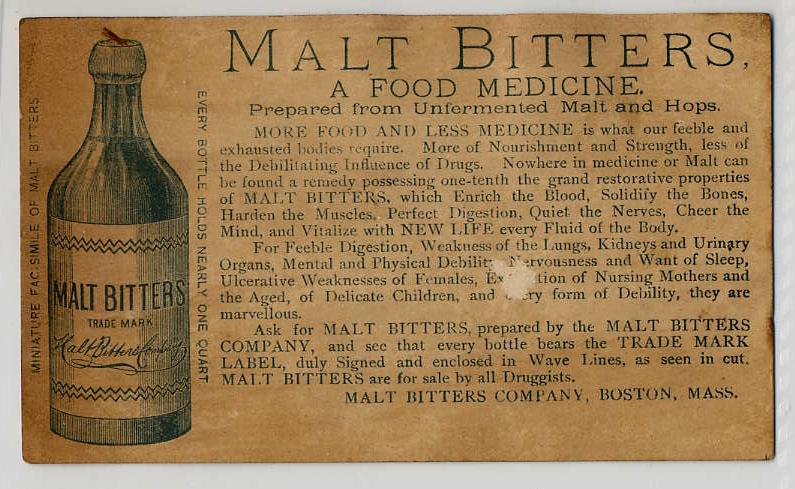 MALT BITTERS,
A FOOD MEDICINE.
Prepared from Unfermented Malt and Hops.
MORE FOOD AND LESS MEDICINE is what our feeble and
exhausted bodies require. More of Nourishment and Strength, less of
the Debilitating Influence of Drugs. Nowhere in medicine or Malt can
be found a remedy possessing one-tenth the grand restorative properties
of MALT BITTERS, which Enrich the Blood, Solidify the Bones,
Harden the Muscles, Perfect Digestion, Quiet the Nerves, Cheer the
Mind, and Vitalize with NEW LIFE every Fluid of the Body.
For Feeble Digestion, Weakness of the Lungs, Kidneys and Urinary
Organs, Mental and Physical Debility Nervousness and Want of Sleep,
Ulcerative Weaknesses of Females, of Nursing Mothers and
the Aged, of Delicate Children, and every form of Debility, they are
marvellous.
Ask for MALT BITTERS, prepared by the MALT BITTERS
COMPANY, and see that every bottle bears the TRADE MARK
LABEL, duly Signed and enclosed in Wave Lines, as seen in cut.
MALT BITTERS are for sale by all Druggists.
MALT BITTERS COMPANY, BOSTON, MASS.
MINIATURE FAC SIMILE OF MALT BITTERS
EVERY BOTTLE HOLDS NEARLY ONE QUART
MALT BITTERS
TRADE MARK
Malt Bitters Company